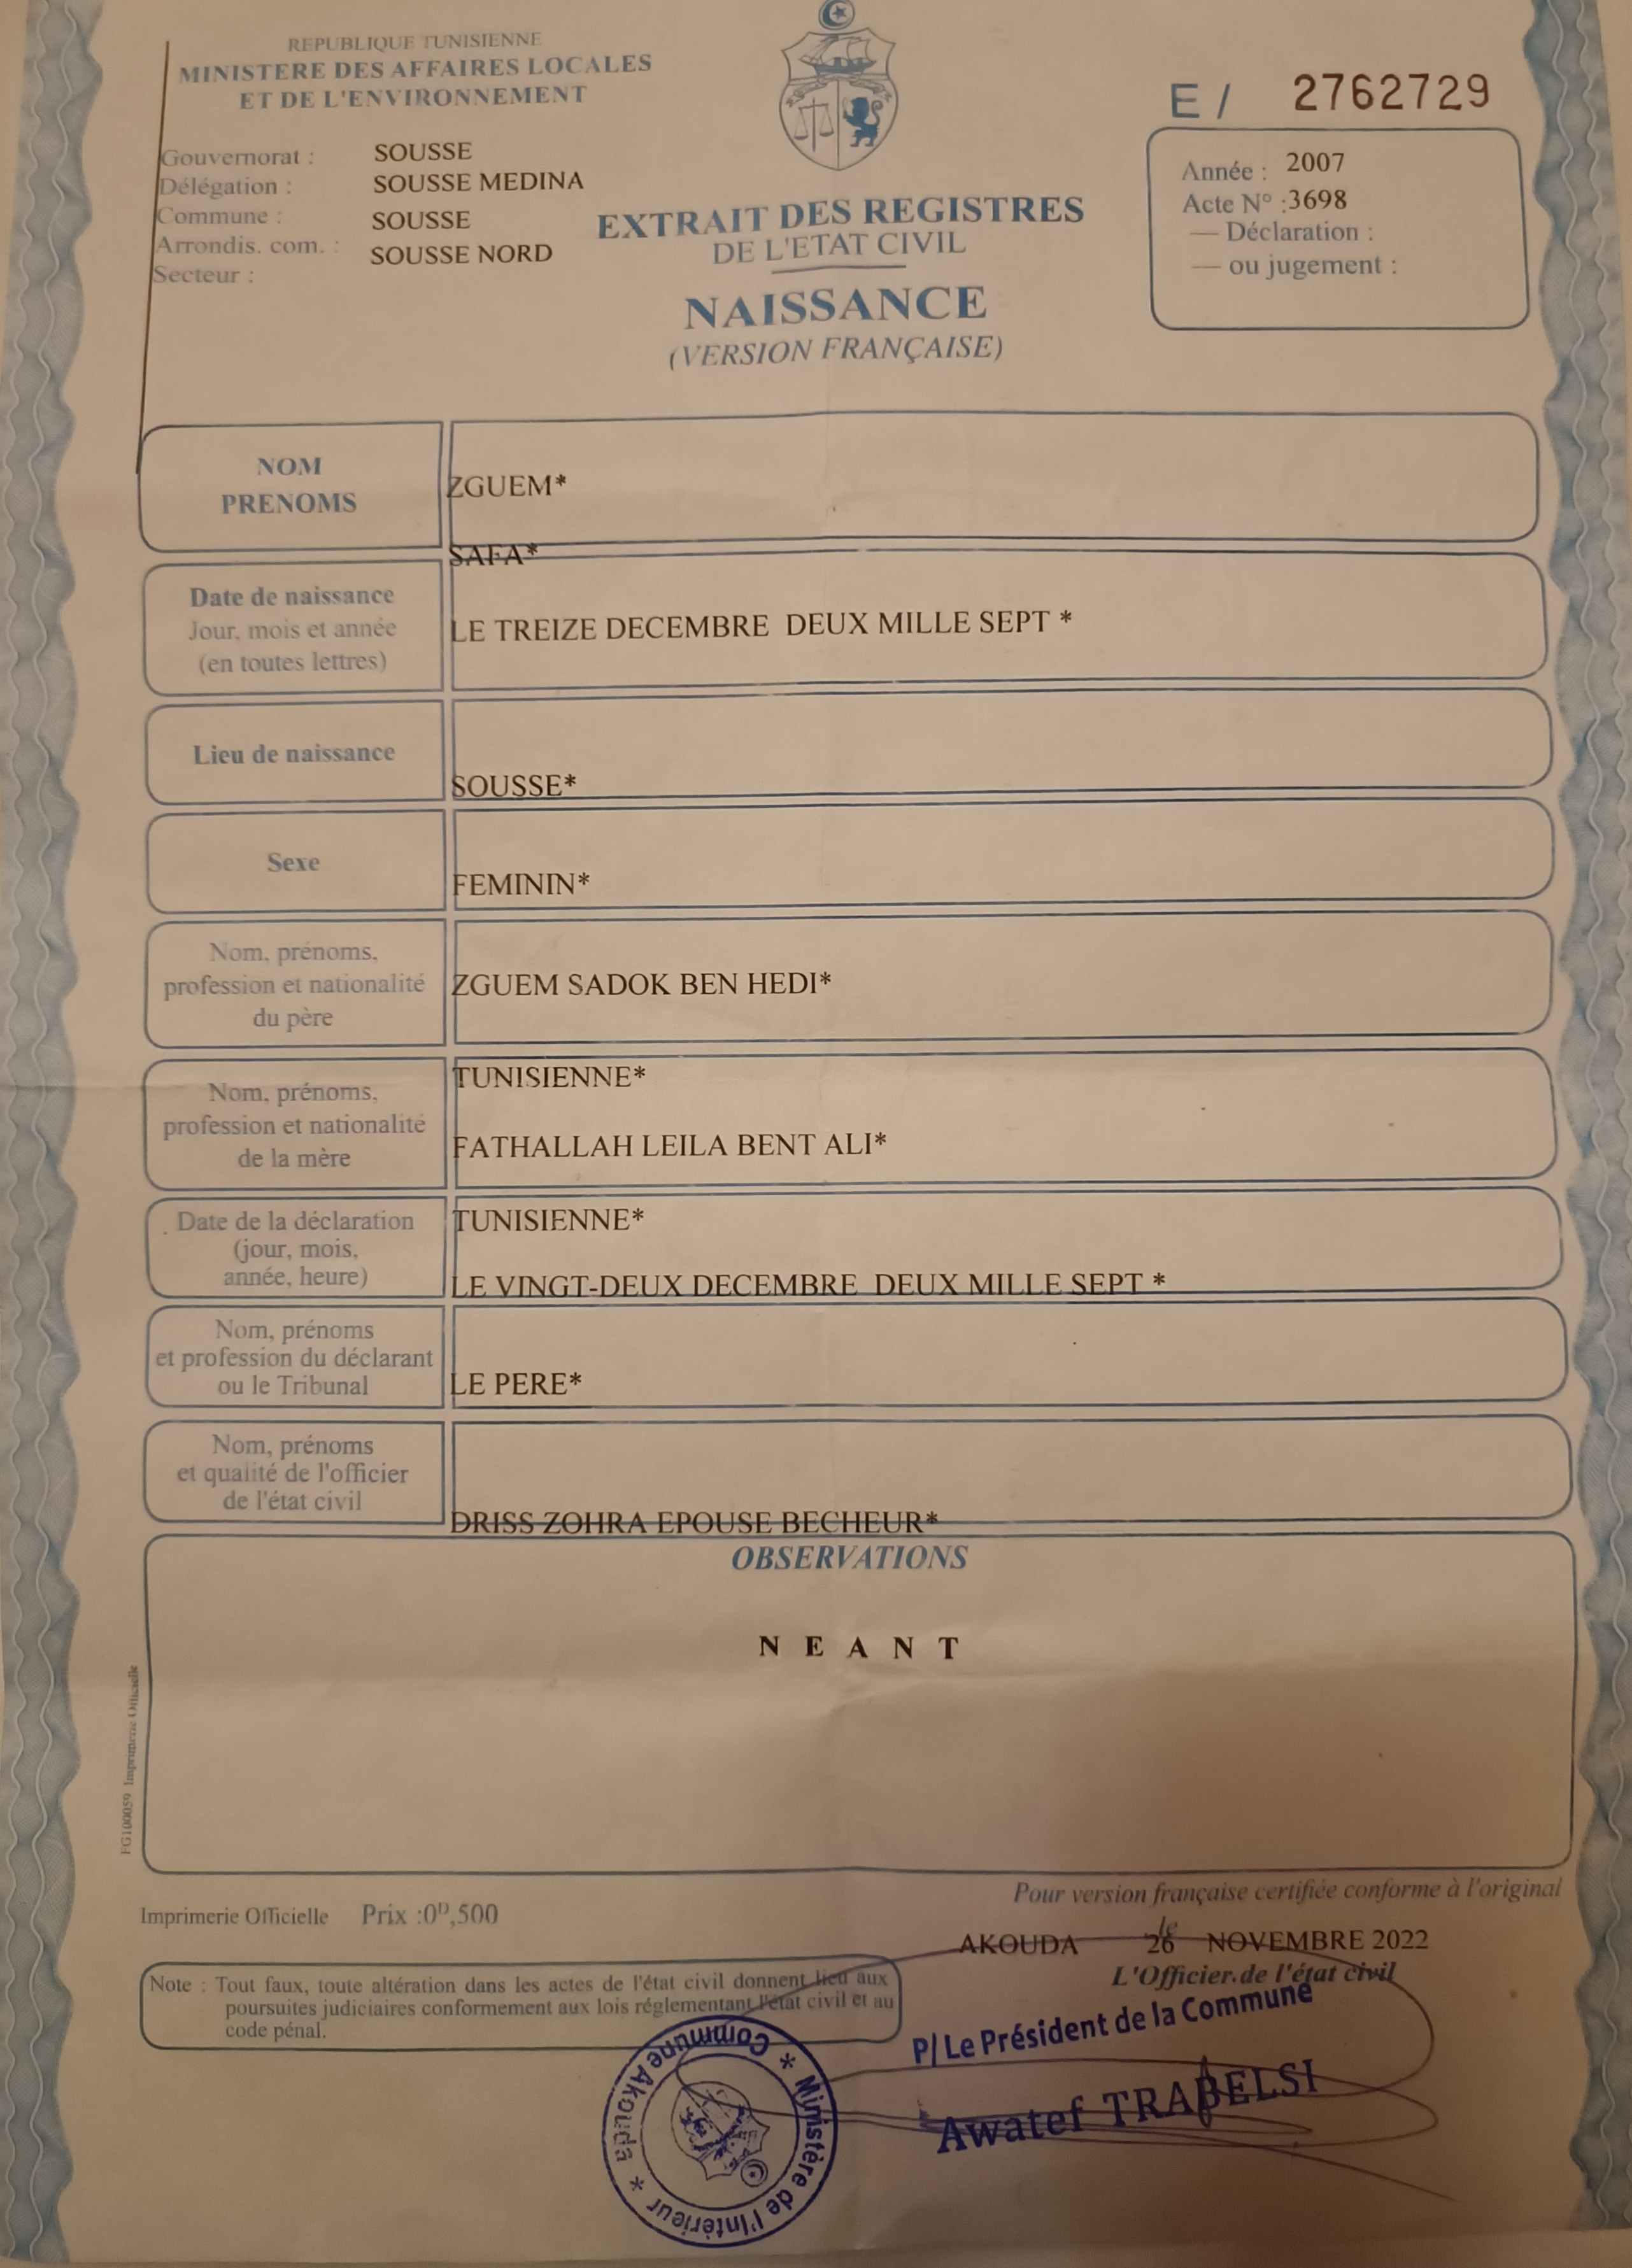 REPUBLIQUE TUNISIENNE
MINISTERE DES AFFAIRES LOCALES
ET DE L'ENVIRONNEMENT
Gouvernorat : SOUSSE
Délégation : SOUSSE MEDINA
Commune : SOUSSE
Arrondis. com. : SOUSSE NORD
Secteur :
E / 2762729
Année : 2007
Acte N° : 3698
— Déclaration :
— ou jugement :
EXTRAIT DES REGISTRES
DE L'ETAT CIVIL
NAISSANCE
(VERSION FRANÇAISE)
NOM
PRENOMS
ZGUEM*
SAFA*
Date de naissance
Jour, mois et année
(en toutes lettres)
LE TREIZE DECEMBRE DEUX MILLE SEPT *
Lieu de naissance
SOUSSE*
Sexe
FEMININ*
Nom, prénoms,
profession et nationalité
du père
ZGUEM SADOK BEN HEDI*
TUNISIENNE*
Nom, prénoms,
profession et nationalité
de la mère
FATHALLAH LEILA BENT ALI*
TUNISIENNE*
Date de la déclaration
(jour, mois,
année, heure)
LE VINGT-DEUX DECEMBRE DEUX MILLE SEPT *
Nom, prénoms
et profession du déclarant
ou le Tribunal
LE PERE*
Nom, prénoms
et qualité de l'officier
de l'état civil
DRISS ZOHRA EPOUSE BECHEUR*
OBSERVATIONS
N E A N T
FG100059 Imprimerie Officielle
Imprimerie Officielle Prix :0ᴰ,500
Pour version française certifiée conforme à l'original
AKOUDA le 26 NOVEMBRE 2022
L'Officier de l'état civil
Note : Tout faux, toute altération dans les actes de l'état civil donnent lieu aux
poursuites judiciaires conformement aux lois réglementant l'état civil et au
code pénal.
P/ Le Président de la Commune
Awatef TRABELSI
* Ministère de l'Intérieur * Commune Akouda